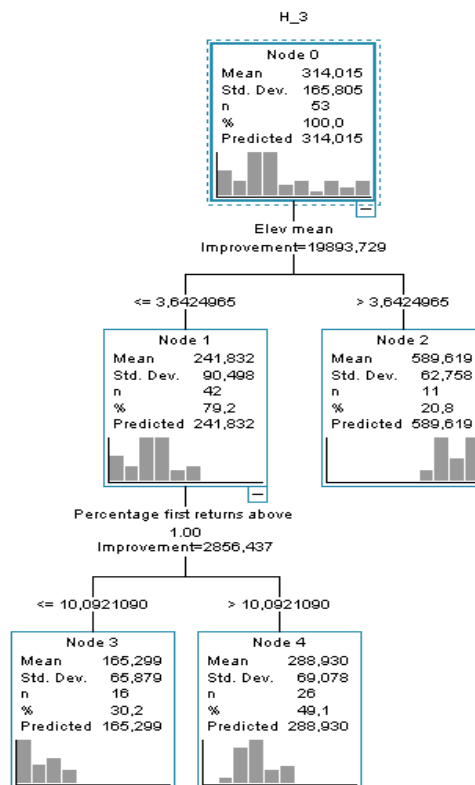 H_3
Node 0
Mean 314,015
Std. Dev. 165,805
n 53
% 100,0
Predicted 314,015
Elev mean
Improvement=19893,729
<= 3,6424965
> 3,6424965
Node 1
Mean 241,832
Std. Dev. 90,498
n 42
% 79,2
Predicted 241,832
Node 2
Mean 589,619
Std. Dev. 62,758
n 11
% 20,8
Predicted 589,619
Percentage first returns above
1.00
Improvement=2856,437
<= 10,0921090
> 10,0921090
Node 3
Mean 165,299
Std. Dev. 65,879
n 16
% 30,2
Predicted 165,299
Node 4
Mean 288,930
Std. Dev. 69,078
n 26
% 49,1
Predicted 288,930